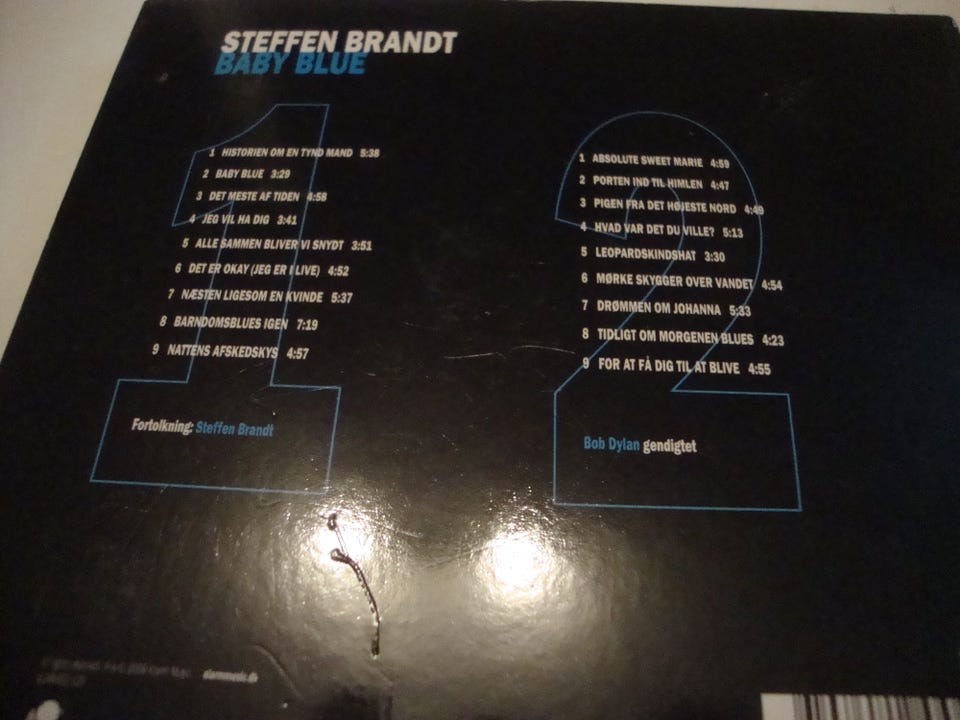 STEFFEN BRANDT
BABY BLUE
1 HISTORIEN OM EN TYND MAND 5:38
2 BABY BLUE 3:29
3 DET MESTE AF TIDEN 4:58
4 JEG VIL HA DIG 3:41
5 ALLE SAMMEN BLIVER VI SNYDT 3:51
6 DET ER OKAY (JEG ER I LIVE) 4:52
7 NÆSTEN LIGESOM EN KVINDE 5:37
8 BARNDOMSBLUES IGEN 7:19
9 NATTENS AFSKEDSKYS 4:57
Fortolkning: Steffen Brandt
1 ABSOLUTE SWEET MARIE 4:59
2 PORTEN IND TIL HIMLEN 4:47
3 PIGEN FRA DET HØJESTE NORD 4:49
4 HVAD VAR DET DU VILLE? 5:13
5 LEOPARDSKINDSHAT 3:30
6 MØRKE SKYGGER OVER VANDET 4:54
7 DRØMMEN OM JOHANNA 5:33
8 TIDLIGT OM MORGENEN BLUES 4:23
9 FOR AT FÅ DIG TIL AT BLIVE 4:55
Bob Dylan gendigtet